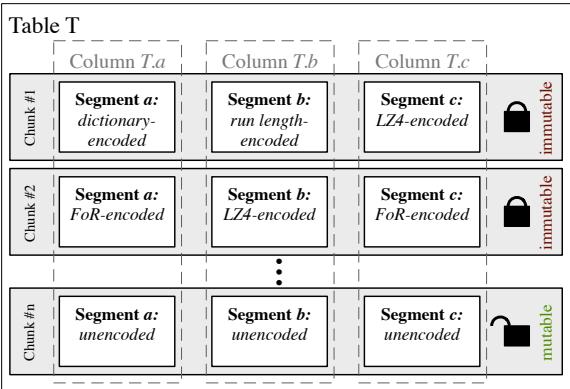 Table T
Column T.a
Column T.b
Column T.c
Chunk #1
Segment a:
dictionary-
encoded
Segment b:
run length-
encoded
Segment c:
LZ4-encoded
immutable
Chunk #2
Segment a:
FoR-encoded
Segment b:
LZ4-encoded
Segment c:
FoR-encoded
immutable
Chunk #n
Segment a:
unencoded
Segment b:
unencoded
Segment c:
unencoded
mutable